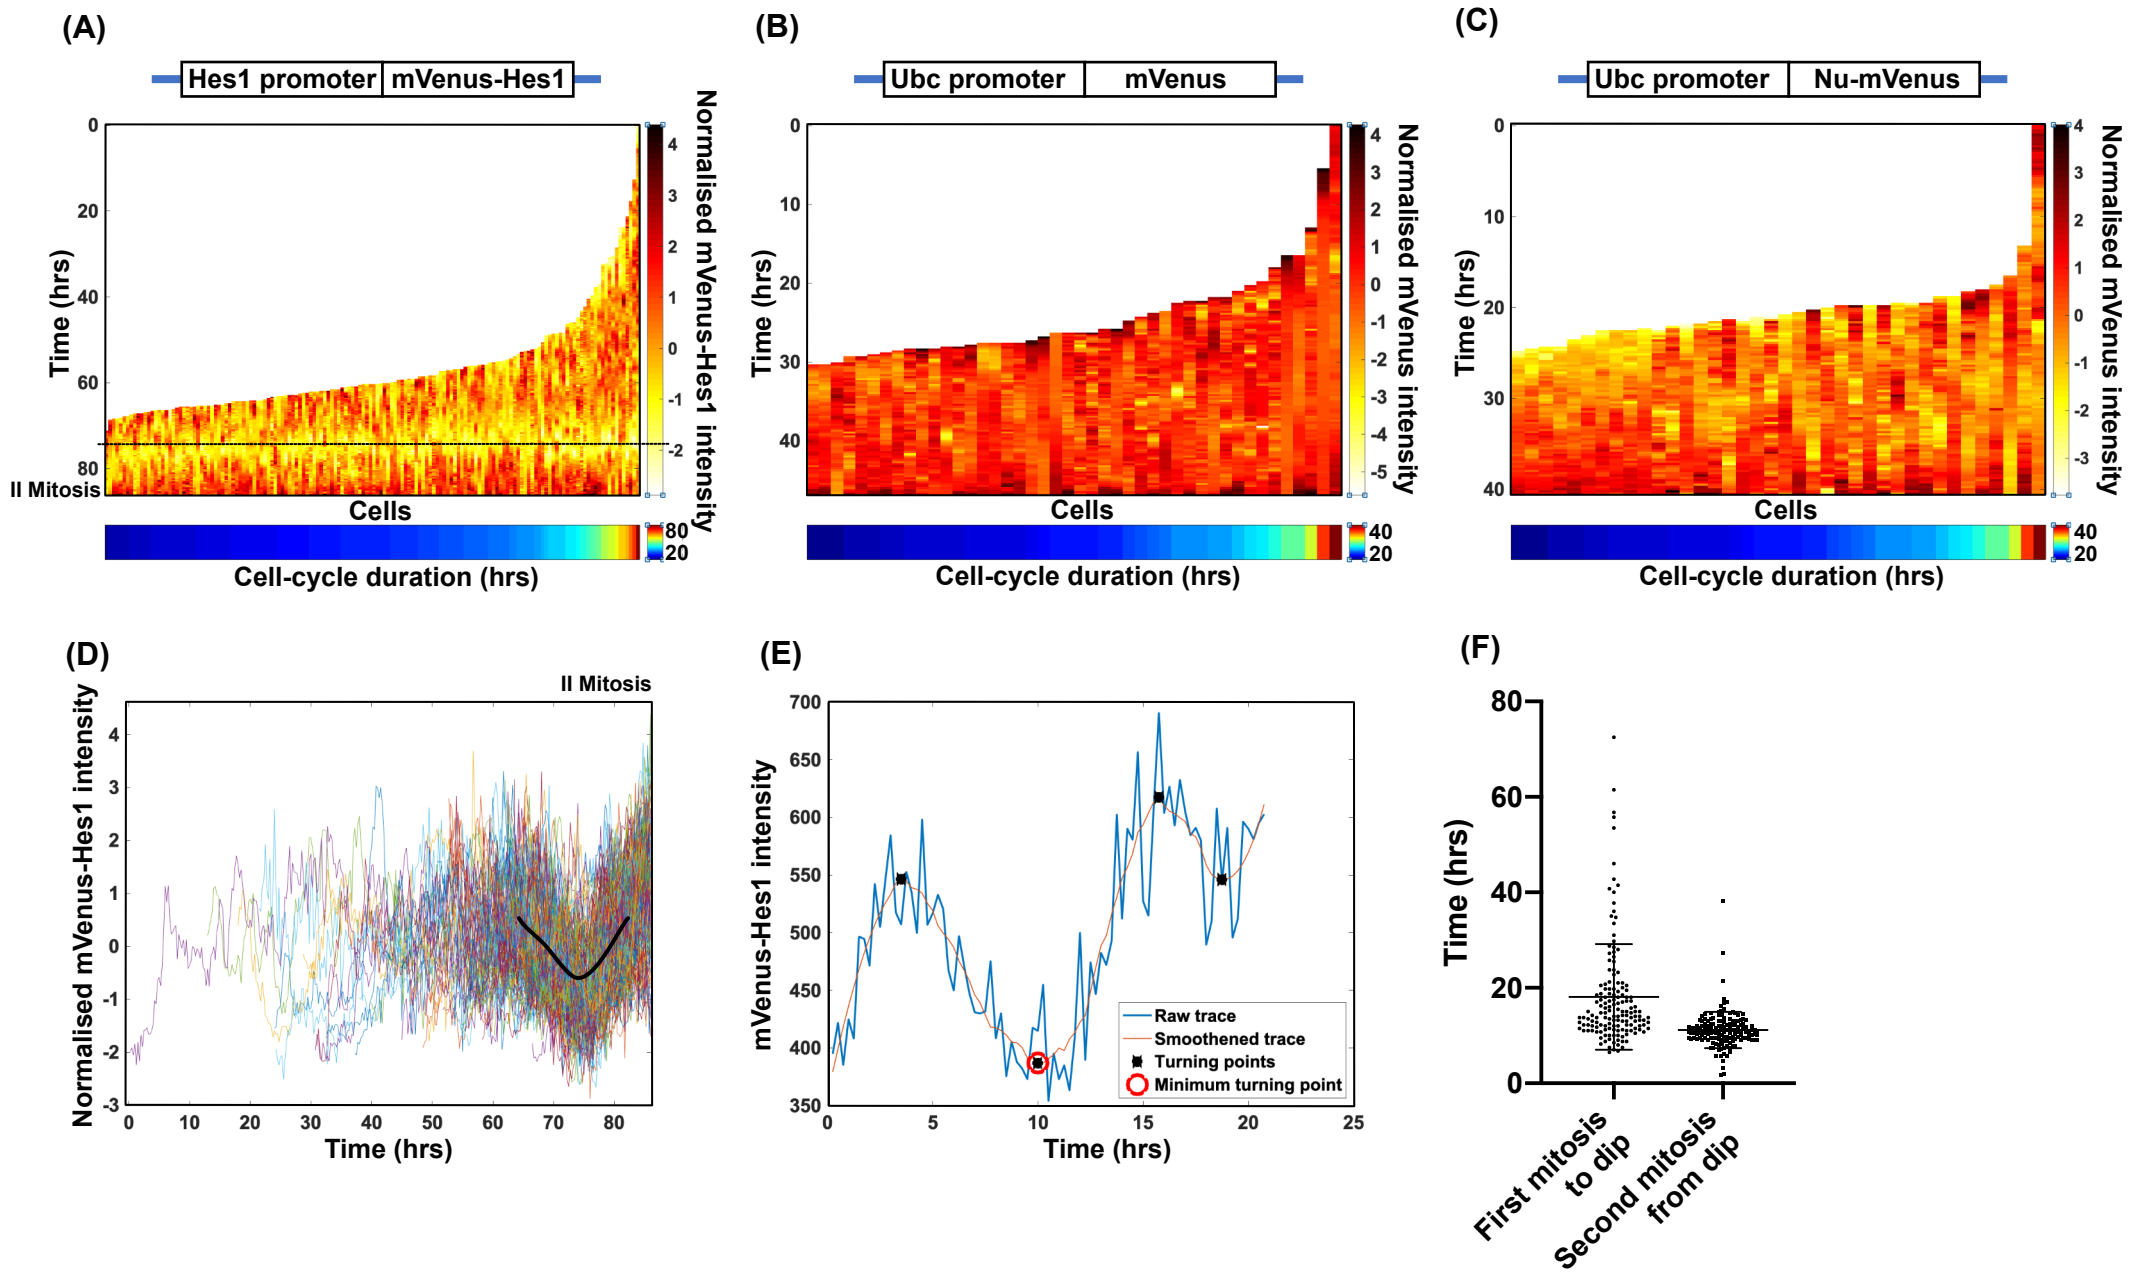 (A)
Hes1 promoter mVenus-Hes1
0
20
40
60
80
II Mitosis
Time (hrs)
4
3
2
1
0
-1
-2
Normalised mVenus-Hes1 intensity
Cells
80
20
Cell-cycle duration (hrs)
(B)
Ubc promoter mVenus
0
10
20
30
40
Time (hrs)
4
3
2
1
0
-1
-2
-3
-4
-5
Normalised mVenus intensity
Cells
40
20
Cell-cycle duration (hrs)
(C)
Ubc promoter Nu-mVenus
0
10
20
30
40
Time (hrs)
4
3
2
1
0
-1
-2
-3
Normalised mVenus intensity
Cells
40
20
Cell-cycle duration (hrs)
(D)
II Mitosis
Normalised mVenus-Hes1 intensity
4
3
2
1
0
-1
-2
-3
0 10 20 30 40 50 60 70 80
Time (hrs)
(E)
mVenus-Hes1 intensity
700
650
600
550
500
450
400
350
Raw trace
Smoothened trace
Turning points
Minimum turning point
0 5 10 15 20 25
Time (hrs)
(F)
Time (hrs)
80
60
40
20
0
First mitosis
to dip
Second mitosis
from dip